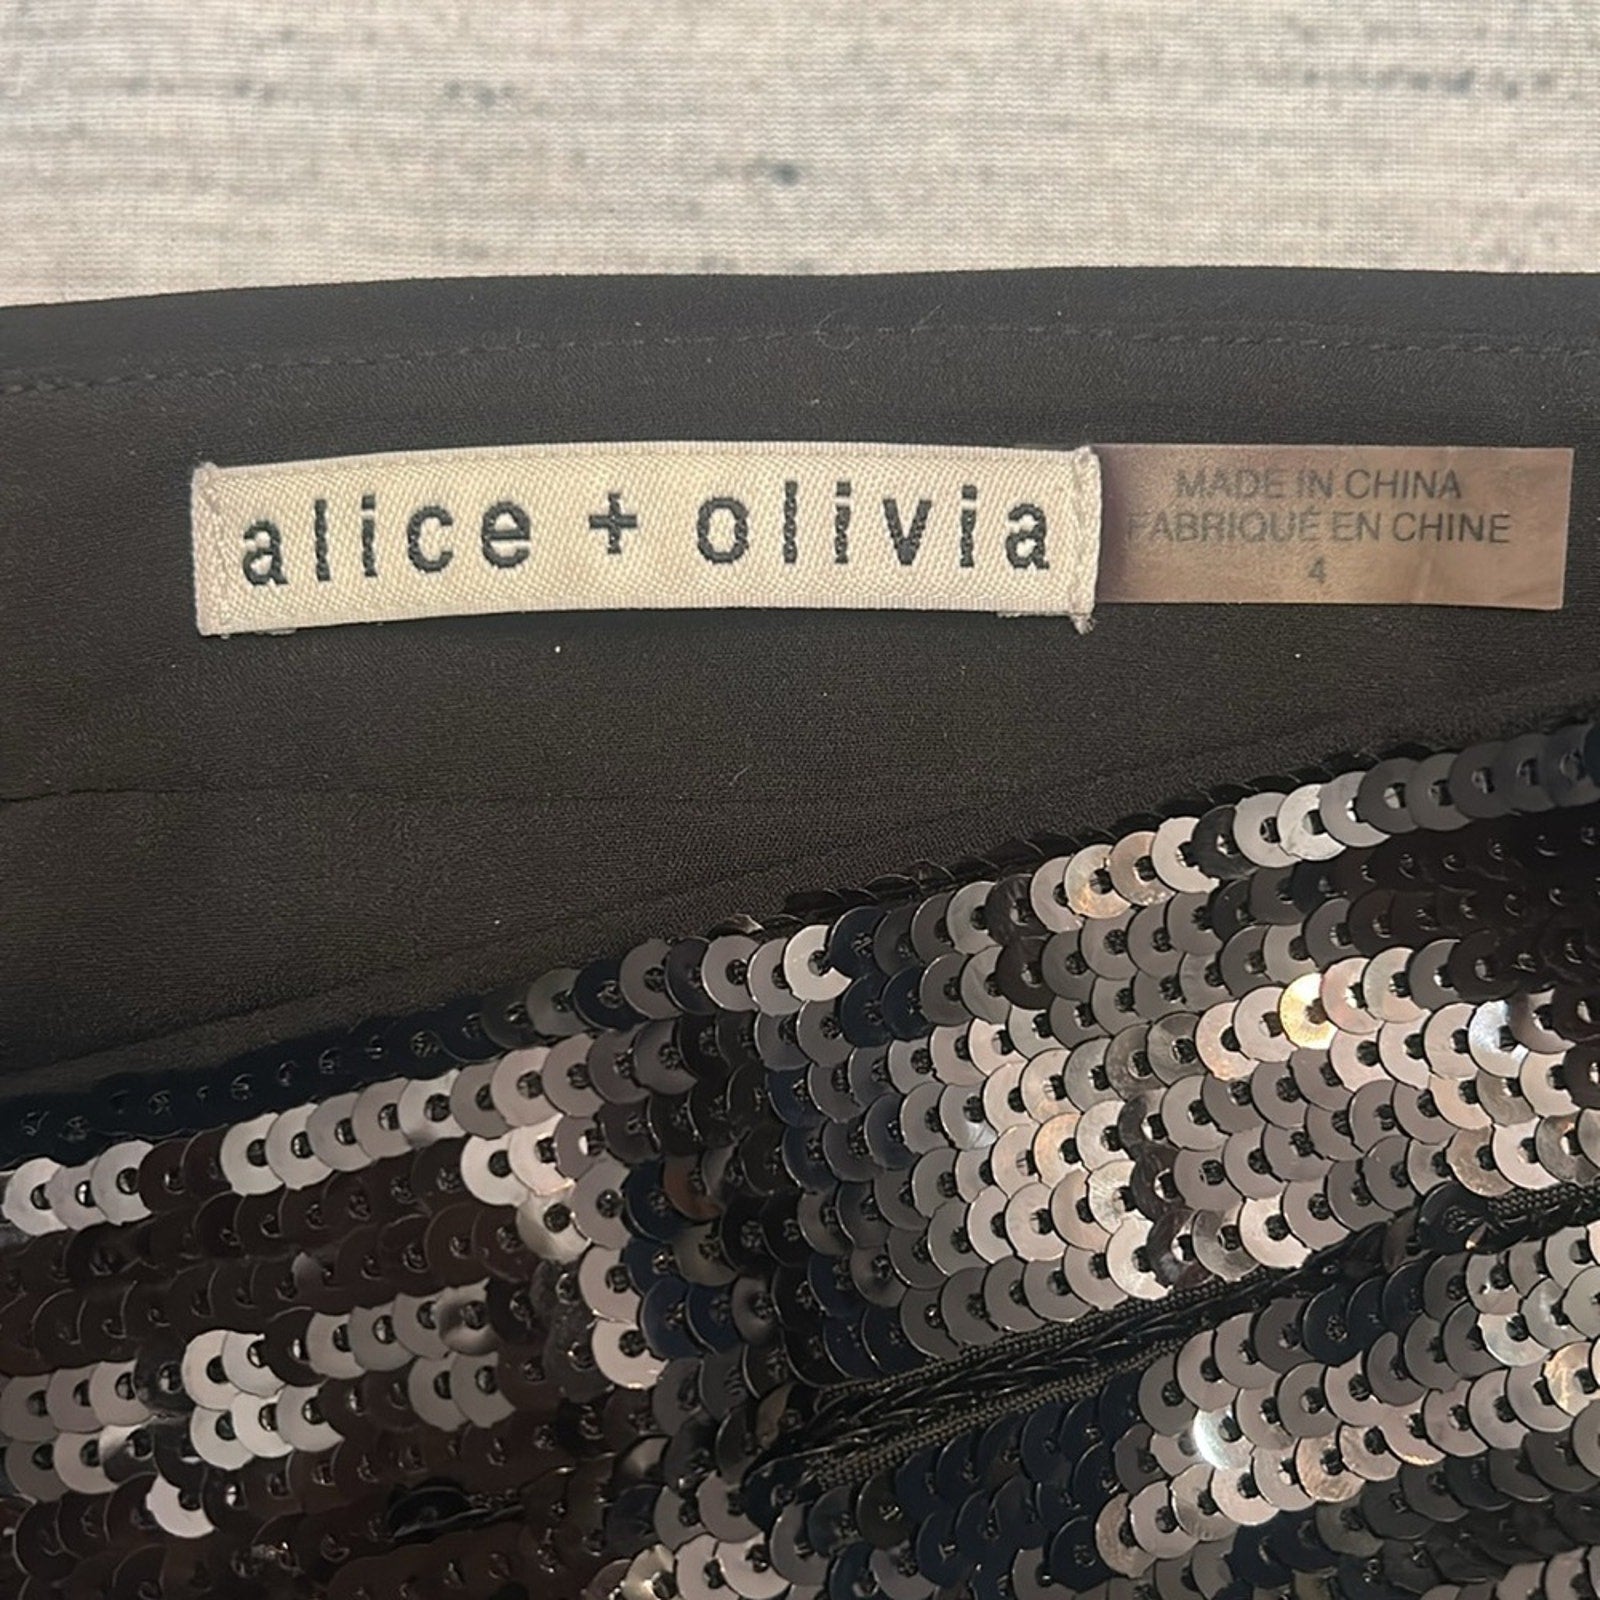 alice + olivia
MADE IN CHINA
FABRIQUÉ EN CHINE
4